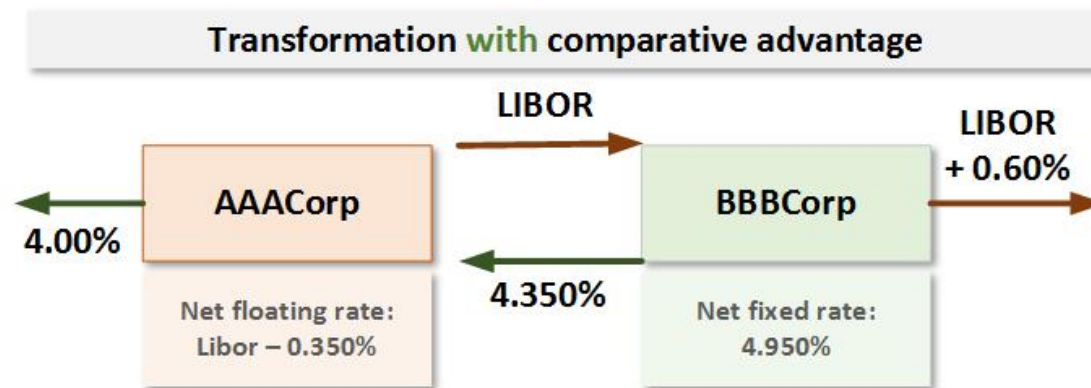 Transformation with comparative advantage
LIBOR
LIBOR
+ 0.60%
AAACorp
BBBCorp
4.00%
4.350%
Net floating rate:
Libor – 0.350%
Net fixed rate:
4.950%